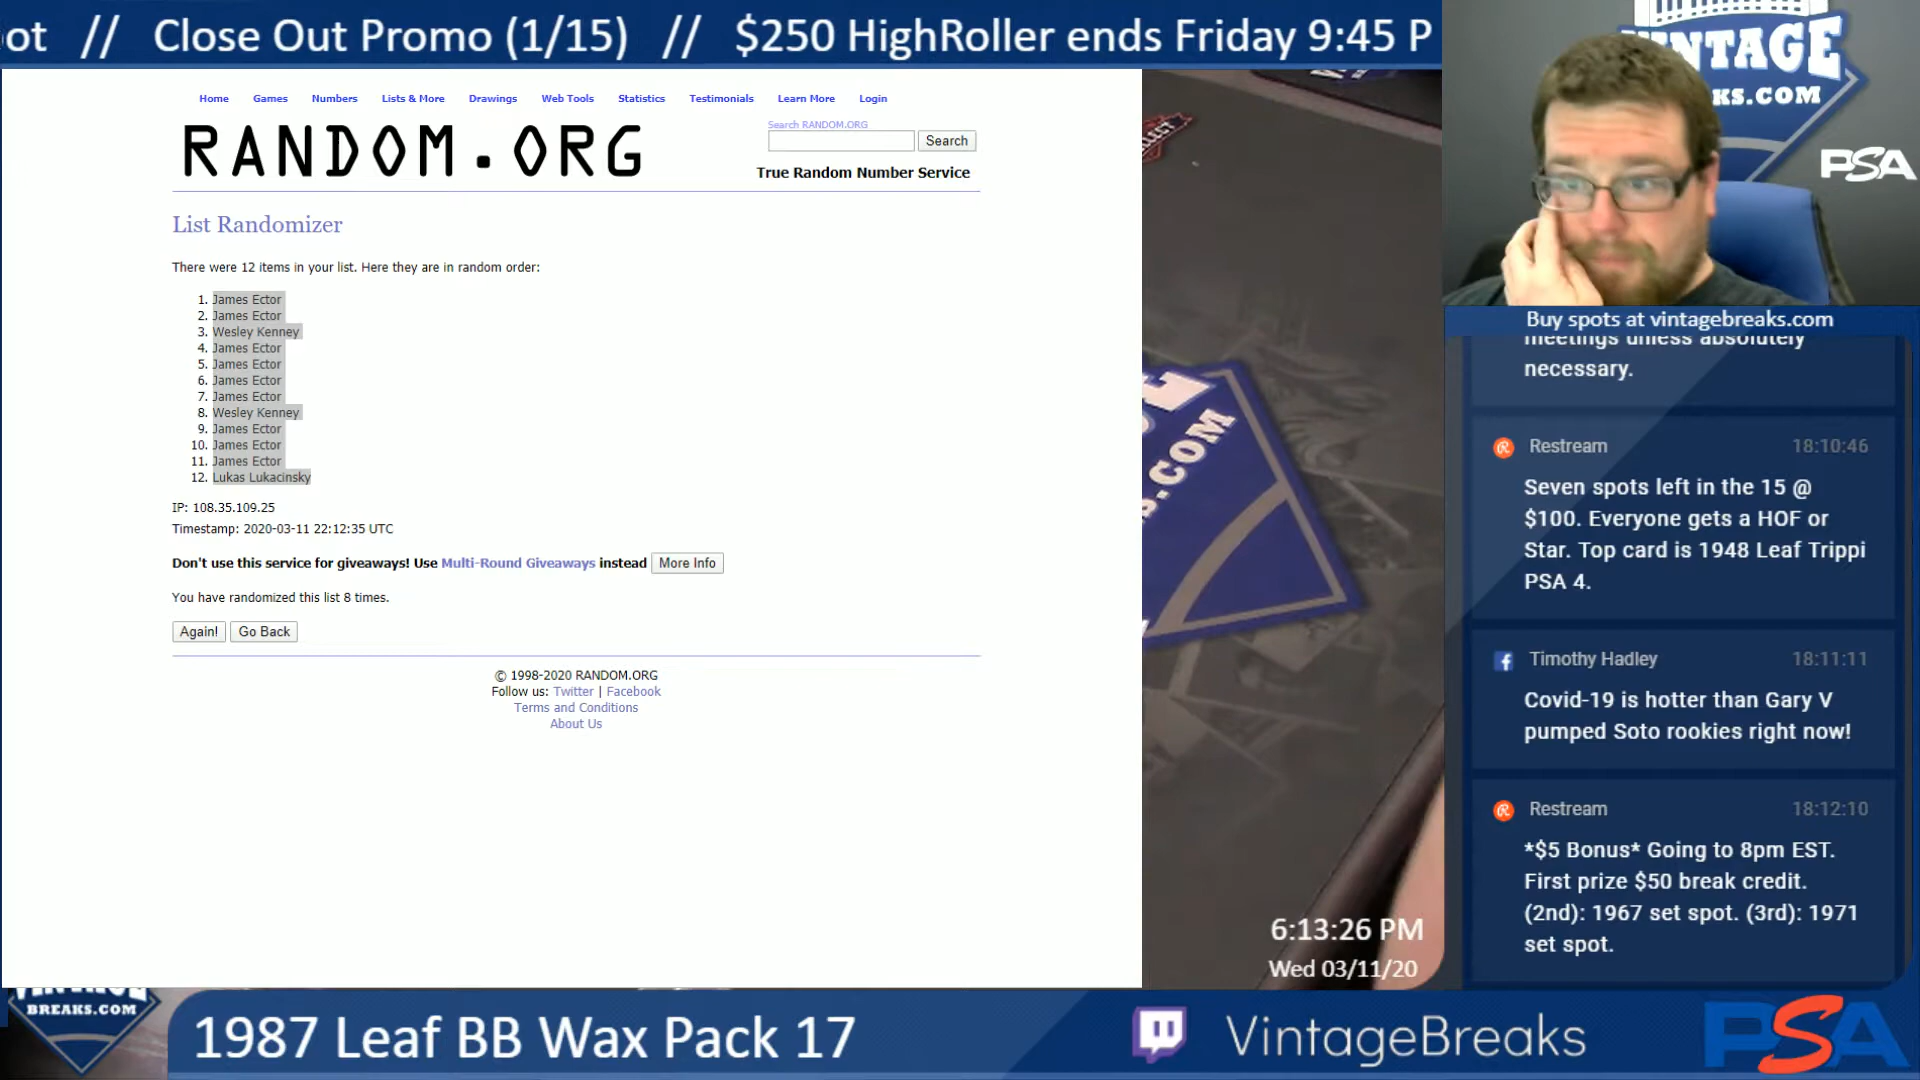 ot // Close Out Promo (1/15) // $250 HighRoller ends Friday 9:45 P
Home Games Numbers Lists & More Drawings Web Tools Statistics Testimonials Learn More Login
RANDOM.ORG
Search RANDOM.ORG
Search
True Random Number Service
List Randomizer
There were 12 items in your list. Here they are in random order:
1. James Ector
2. James Ector
3. Wesley Kenney
4. James Ector
5. James Ector
6. James Ector
7. James Ector
8. Wesley Kenney
9. James Ector
10. James Ector
11. James Ector
12. Lukas Lukacinsky
IP: 108.35.109.25
Timestamp: 2020-03-11 22:12:35 UTC
Don't use this service for giveaways! Use Multi-Round Giveaways instead More Info
You have randomized this list 8 times.
Again! Go Back
© 1998-2020 RANDOM.ORG
Follow us: Twitter | Facebook
Terms and Conditions
About Us
.COM
6:13:26 PM
Wed 03/11/20
VINTAGE
KS.COM
PSA
Buy spots at vintagebreaks.com
meetings unless absolutely
necessary.
Restream 18:10:46
Seven spots left in the 15 @
$100. Everyone gets a HOF or
Star. Top card is 1948 Leaf Trippi
PSA 4.
Timothy Hadley 18:11:11
Covid-19 is hotter than Gary V
pumped Soto rookies right now!
Restream 18:12:10
*$5 Bonus* Going to 8pm EST.
First prize $50 break credit.
(2nd): 1967 set spot. (3rd): 1971
set spot.
VINTAGE
BREAKS.COM
1987 Leaf BB Wax Pack 17
VintageBreaks
PSA